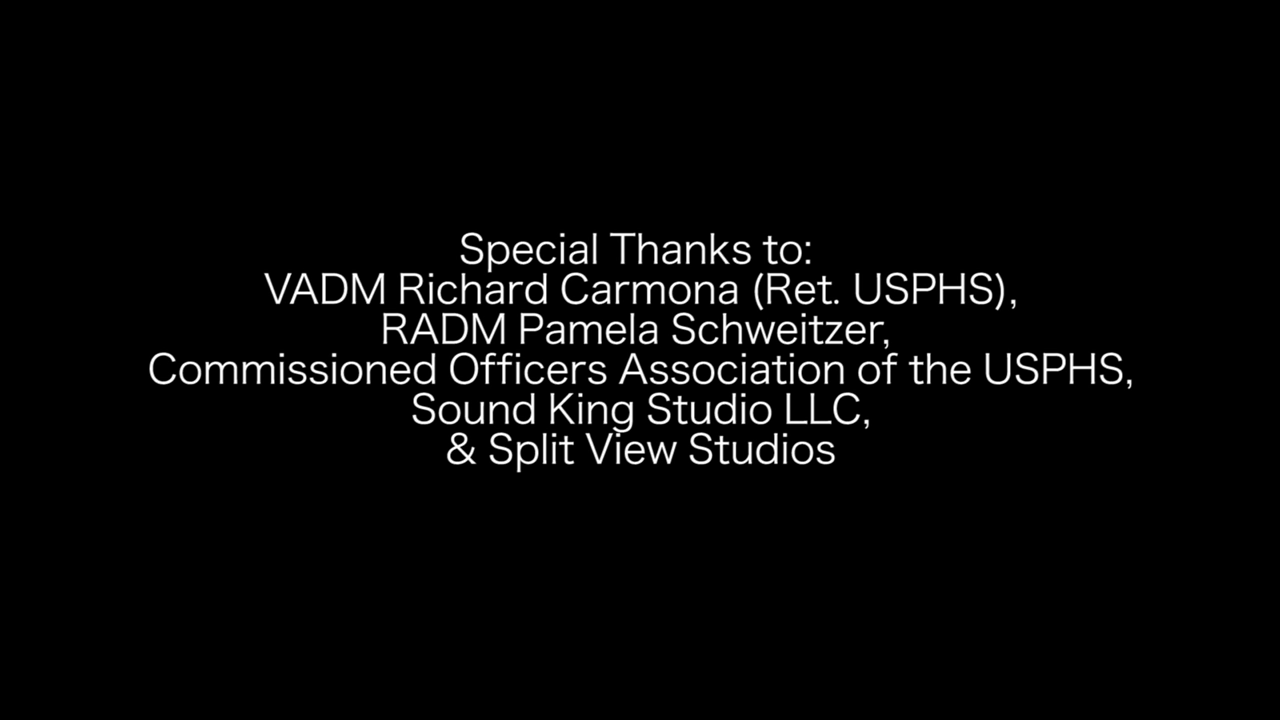 Special Thanks to:
VADM Richard Carmona (Ret. USPHS),
RADM Pamela Schweitzer,
Commissioned Officers Association of the USPHS,
Sound King Studio LLC,
& Split View Studios